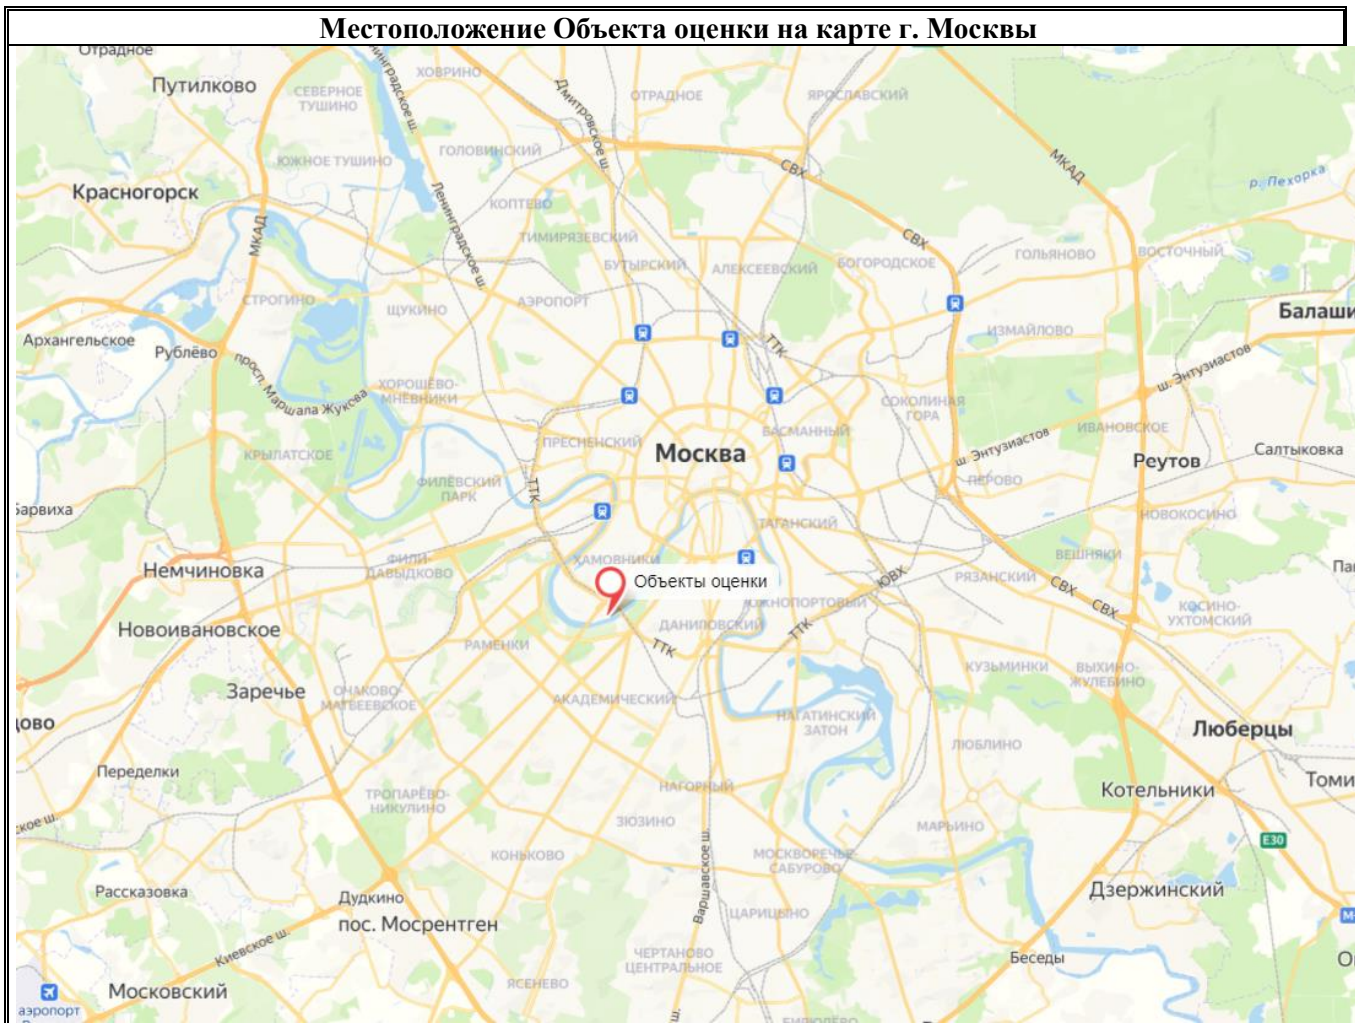 Местоположение Объекта оценки на карте г. Москвы
Отрадное
ХОВРИНО
Путилково
СЕВЕРНОЕ
ТУШИНО
Дмитровское ш.
ОТРАДНОЕ
ЯРОСЛАВСКИЙ
ГОЛОВИНСКИЙ
ЮЖНОЕ ТУШИНО
СВХ
МКАД
р. Пехорка
Красногорск
Ленинградское ш.
КОПТЕВО
МКАД
ТИМИРЯЗЕВСКИЙ
СВХ
БУТЫРСКИЙ
АЛЕКСЕЕВСКИЙ
БОГОРОДСКОЕ
ГОЛЬЯНОВО
ВОСТОЧНЫЙ
СТРОГИНО
ЩУКИНО
АЭРОПОРТ
Балаши
ИЗМАЙЛОВО
Архангельское
Рублёво
ТТК
просп. Маршала Жукова
ХОРОШЁВО-
МНЁВНИКИ
ш. Энтузиастов
СОКОЛИНАЯ
ГОРА
ПРЕСНЕНСКИЙ
БАСМАННЫЙ
ИВАНОВСКОЕ
КРЫЛАТСКОЕ
Москва
ш. Энтузиастов
Реутов
Салтыковка
ФИЛЁВСКИЙ
ПАРК
ТТК
ПЕРОВО
Барвиха
ТАГАНСКИЙ
НОВОКОСИНО
ХАМОВНИКИ
ФИЛИ-
ДАВЫДКОВО
ВЕШНЯКИ
Немчиновка
Объекты оценки
ЮВХ
РЯЗАНСКИЙ
СВХ
СВХ
ЮЖНОПОРТОВЫЙ
КОСИНО-
УХТОМСКИЙ
Новоивановское
ДАНИЛОВСКИЙ
ТТК
РАМЕНКИ
ТТК
КУЗЬМИНКИ
ВЫХИНО-
ЖУЛЕБИНО
Заречье
ОЧАКОВО-
МАТВЕЕВСКОЕ
АКАДЕМИЧЕСКИЙ
НАГАТИНСКИЙ
ЗАТОН
Люберцы
ЛЮБЛИНО
Переделки
НАГОРНЫЙ
Котельники
Томи
ТРОПАРЁВО-
НИКУЛИНО
ЗЮЗИНО
МАРЬИНО
E30
КОНЬКОВО
МОСКВОРЕЧЬЕ-
САБУРОВО
Варшавское ш.
Рассказовка
Дудкино
Дзержинский
пос. Мосрентген
ЦАРИЦЫНО
Киевское ш.
ЧЕРТАНОВО
ЦЕНТРАЛЬНОЕ
Беседы
ЯСЕНЕВО
Московский
аэропорт